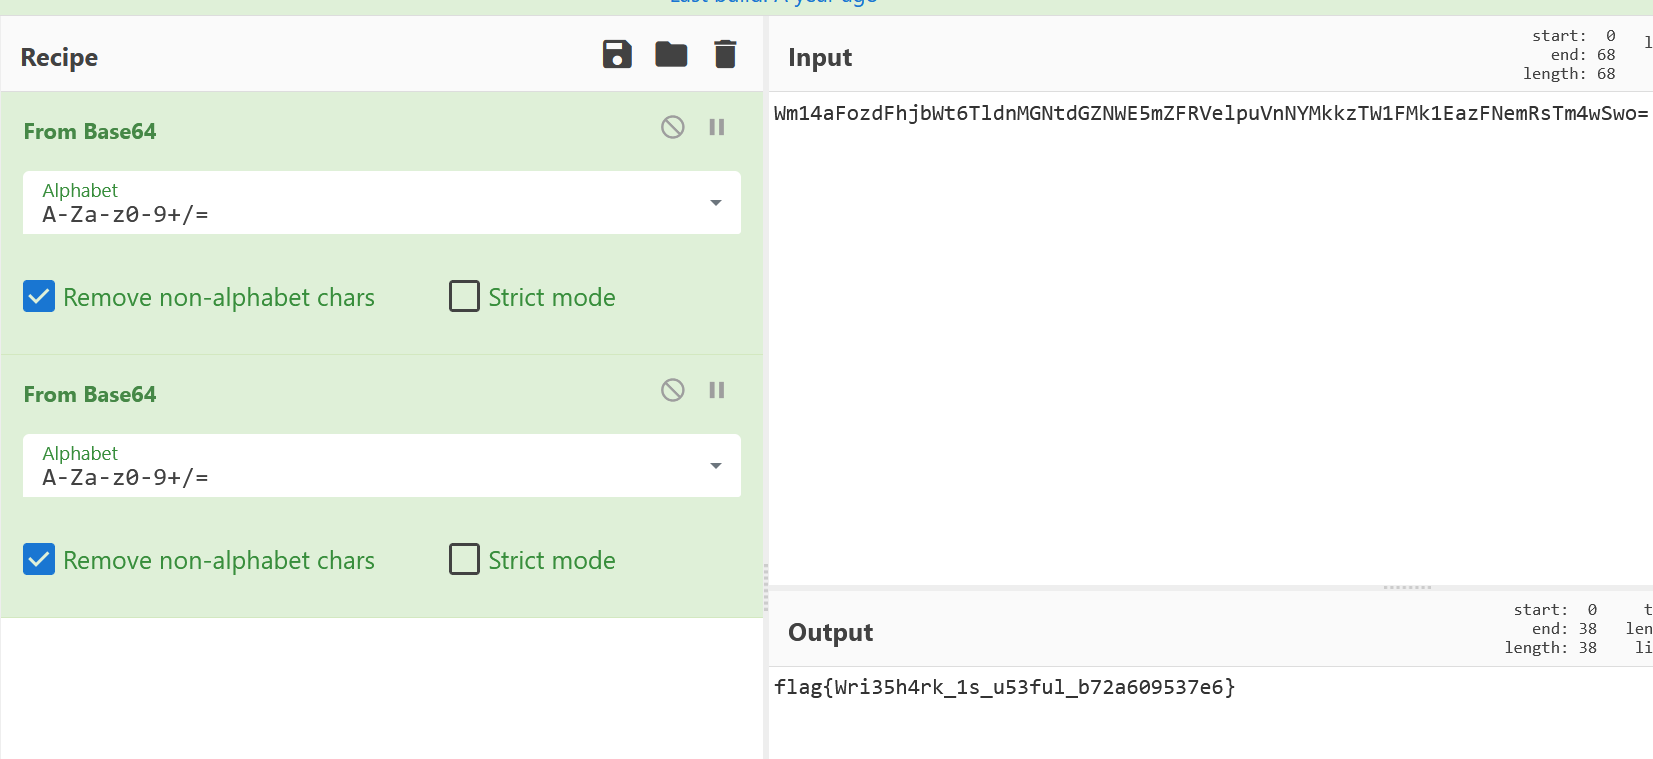 Last build: A year ago
Recipe
From Base64
Alphabet
A-Za-z0-9+/=
Remove non-alphabet chars
Strict mode
From Base64
Alphabet
A-Za-z0-9+/=
Remove non-alphabet chars
Strict mode
Input
start: 0
end: 68
length: 68
l
Wm14aFozdFhjbWt6TldnMGNtdGZNWE5mZFRVelpuVnNYMkkzTW1FMk1EazFNemRsTm4wSwo=
Output
start: 0
end: 38
length: 38
t
len
li
flag{Wri35h4rk_1s_u53ful_b72a609537e6}